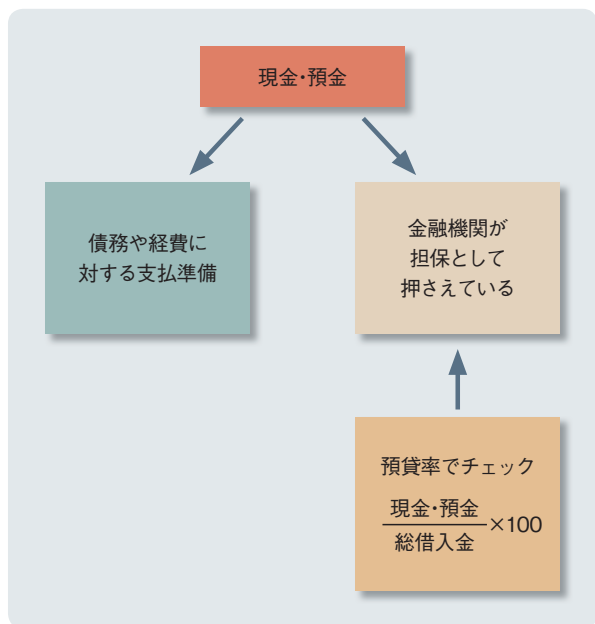 現金・預金
債務や経費に
対する支払準備
金融機関が
担保として
押さえている
預貸率でチェック
現金・預金
総借入金
×100